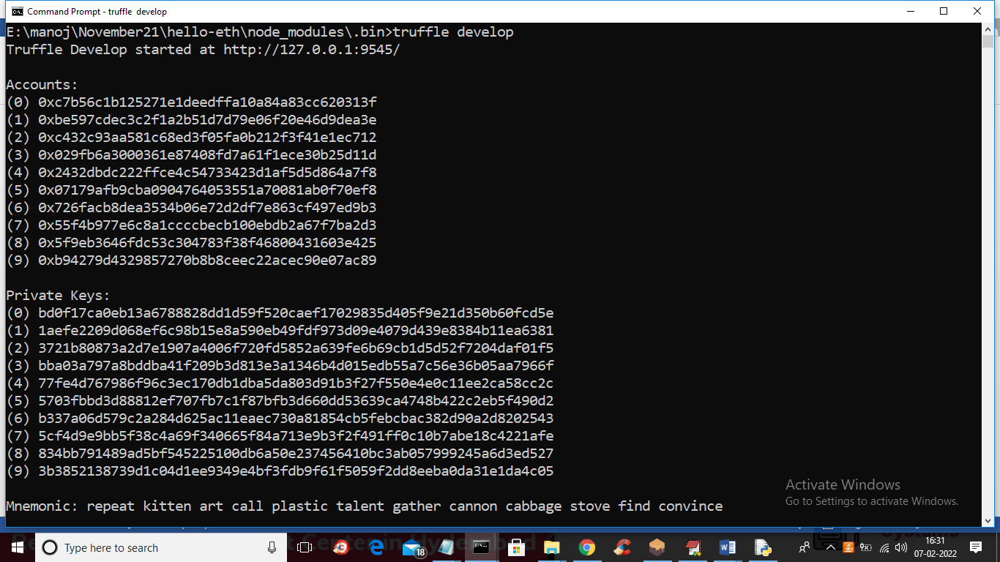 Command Prompt - truffle develop
E:\manoj\November21\hello-eth\node_modules\.bin>truffle develop
Truffle Develop started at http://127.0.0.1:9545/
Accounts:
(0) 0xc7b56c1b125271e1deedffa10a84a83cc620313f
(1) 0xbe597cdec3c2f1a2b51d7d79e06f20e46d9dea3e
(2) 0xc432c93aa581c68ed3f05fa0b212f3f41e1ec712
(3) 0x029fb6a3000361e87408fd7a61f1ece30b25d11d
(4) 0x2432dbdc222ffce4c54733423d1af5d5d864a7f8
(5) 0x07179afb9cba0904764053551a70081ab0f70ef8
(6) 0x726facb8dea3534b06e72d2df7e863cf497ed9b3
(7) 0x55f4b977e6c8a1ccccbecb100ebdb2a67f7ba2d3
(8) 0x5f9eb3646fdc53c304783f38f46800431603e425
(9) 0xb94279d4329857270b8b8ceec22acec90e07ac89
Private Keys:
(0) bd0f17ca0eb13a6788828dd1d59f520caef17029835d405f9e21d350b60fcd5e
(1) 1aefe2209d068ef6c98b15e8a590eb49fdf973d09e4079d439e8384b11ea6381
(2) 3721b80873a2d7e1907a4006f720fd5852a639fe6b69cb1d5d52f7204daf01f5
(3) bba03a797a8bddba41f209b3d813e3a1346b4d015edb55a7c56e36b05aa7966f
(4) 77fe4d767986f96c3ec170db1dba5da803d91b3f27f550e4e0c11ee2ca58cc2c
(5) 5703fbbd3d88812ef707fb7c1f87bfb3d660dd53639ca4748b422c2eb5f490d2
(6) b337a06d579c2a284d625ac11eaec730a81854cb5febcbac382d90a2d8202543
(7) 5cf4d9e9bb5f38c4a69f340665f84a713e9b3f2f491ff0c10b7abe18c4221afe
(8) 834bb791489ad5bf545225100db6a50e237456410bc3ab057999245a6d3ed527
(9) 3b3852138739d1c04d1ee9349e4bf3fdb9f61f5059f2dd8eeba0da31e1da4c05
Activate Windows
Go to Settings to activate Windows.
Mnemonic: repeat kitten art call plastic talent gather cannon cabbage stove find convince
Type here to search
18
16:31
07-02-2022